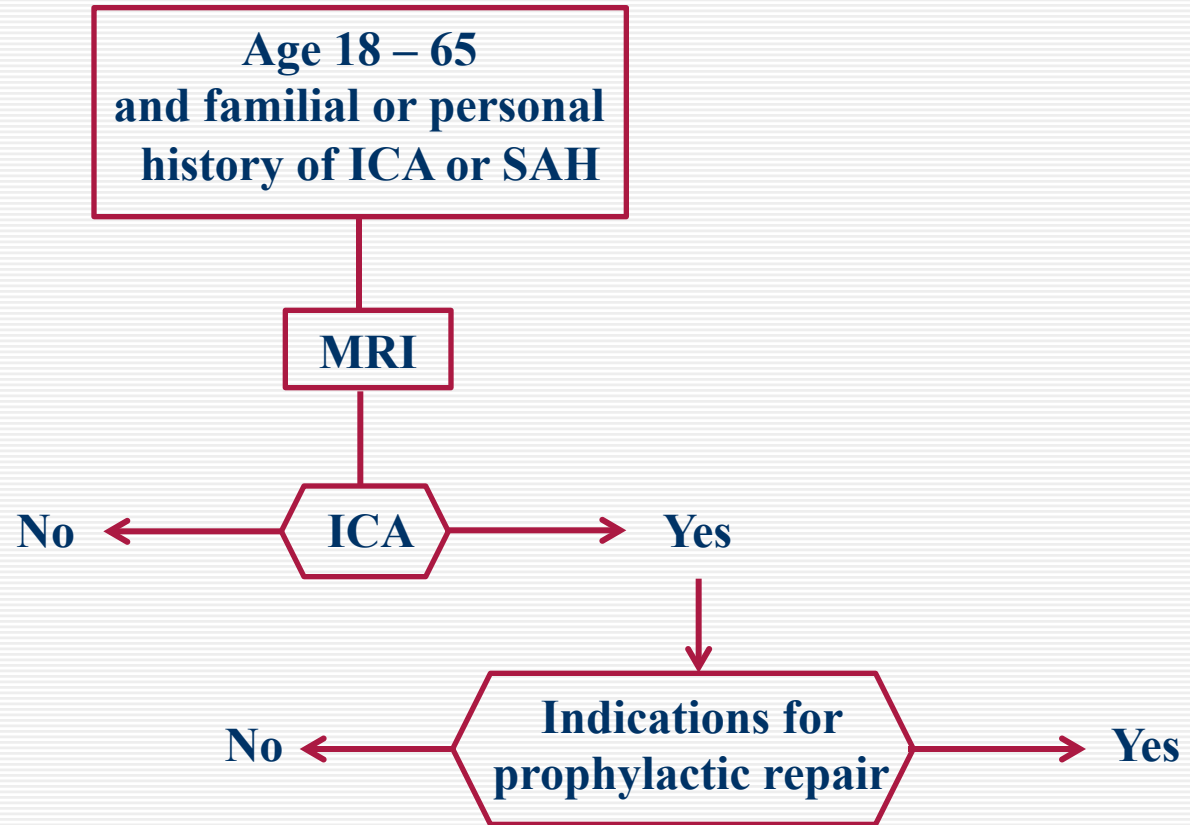 Age 18 – 65
and familial or personal
history of ICA or SAH
MRI
No
ICA
Yes
Indications for
prophylactic repair
No
Yes